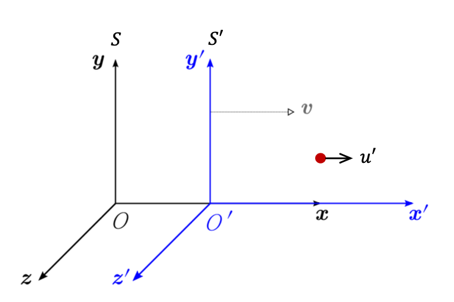 S S′
y y′
v
u′
O O′ x x′
z z′